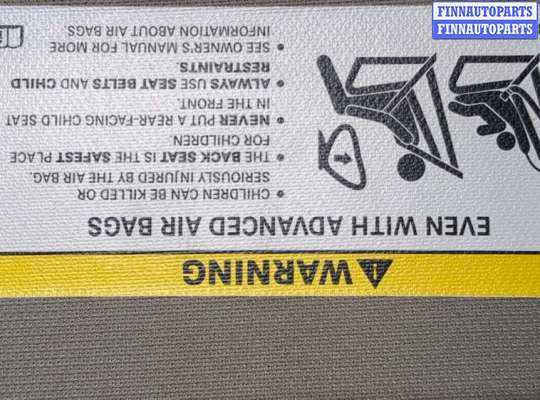 FINNAUTOPARTS
FINNAUTOPARTS
WARNING
EVEN WITH ADVANCED AIR BAGS
• CHILDREN CAN BE KILLED OR
SERIOUSLY INJURED BY THE AIR BAG.
• THE BACK SEAT IS THE SAFEST PLACE
FOR CHILDREN.
• NEVER PUT A REAR-FACING CHILD SEAT
IN THE FRONT.
• ALWAYS USE SEAT BELTS AND CHILD
RESTRAINTS.
• SEE OWNER'S MANUAL FOR MORE
INFORMATION ABOUT AIR BAGS.